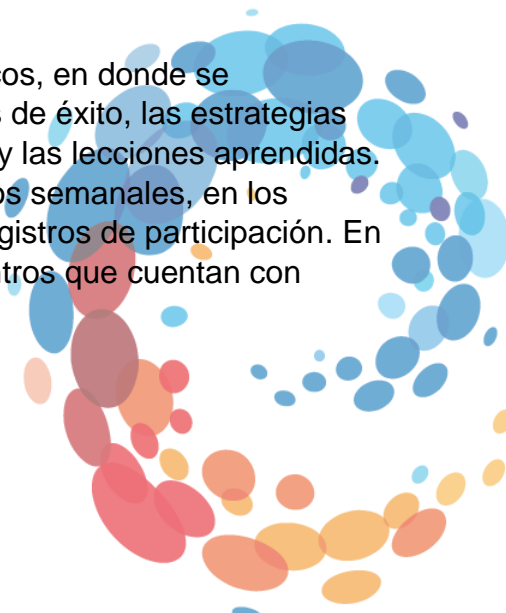 cos, en donde se
s de éxito, las estrategias
y las lecciones aprendidas.
os semanales, en los
gistros de participación. En
ntros que cuentan con